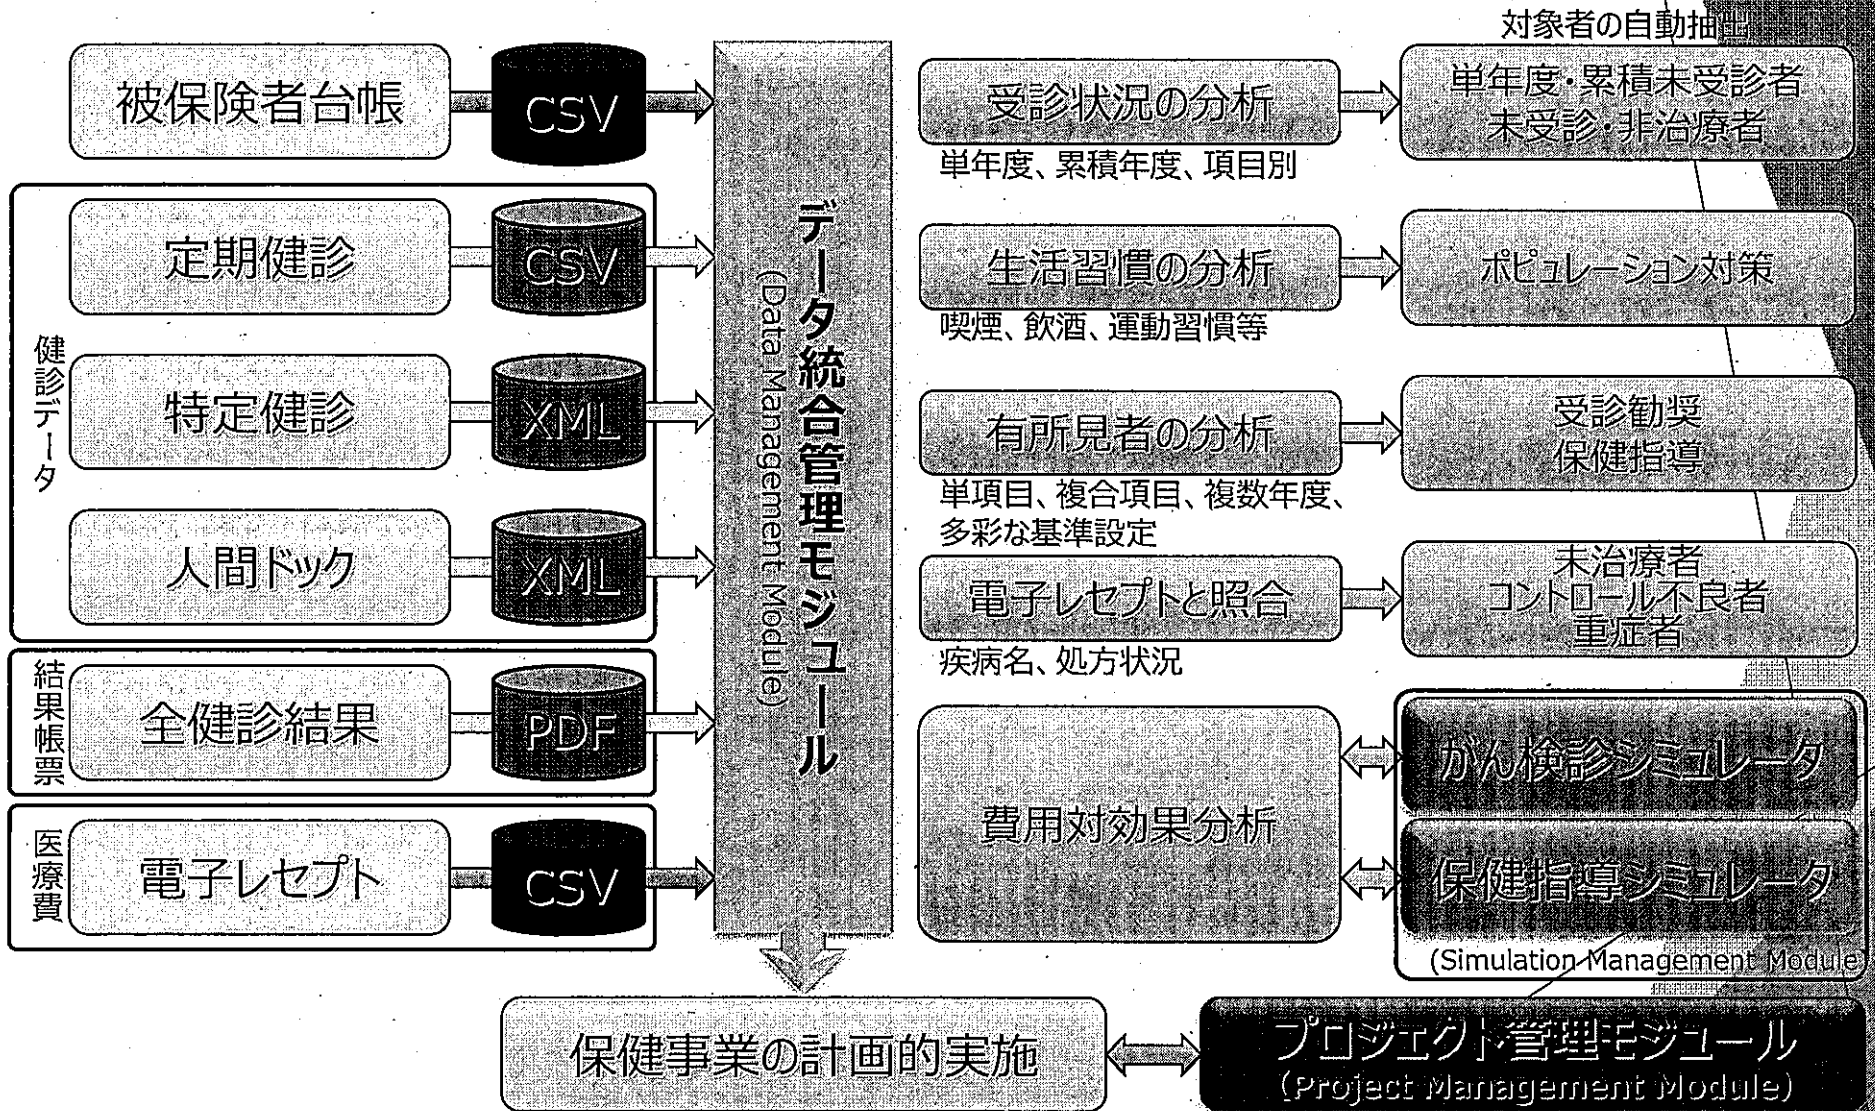 対象者の自動抽出
被保険者台帳
CSV
受診状況の分析
単年度、累積年度、項目別
単年度・累積未受診者
未受診・非治療者
健診データ
定期健診
CSV
特定健診
XML
人間ドック
XML
データ統合管理モジュール
(Data Management Module)
生活習慣の分析
喫煙、飲酒、運動習慣等
ポピュレーション対策
有所見者の分析
単項目、複合項目、複数年度、
多彩な基準設定
受診勧奨
保健指導
電子レセプトと照合
疾病名、処方状況
未治療者
コントロール不良者
重症者
結果帳票
全健診結果
PDF
医療費
電子レセプト
CSV
費用対効果分析
がん検診シミュレータ
保健指導シミュレータ
(Simulation Management Module
保健事業の計画的実施
プロジェクト管理モジュール
(Project Management Module)